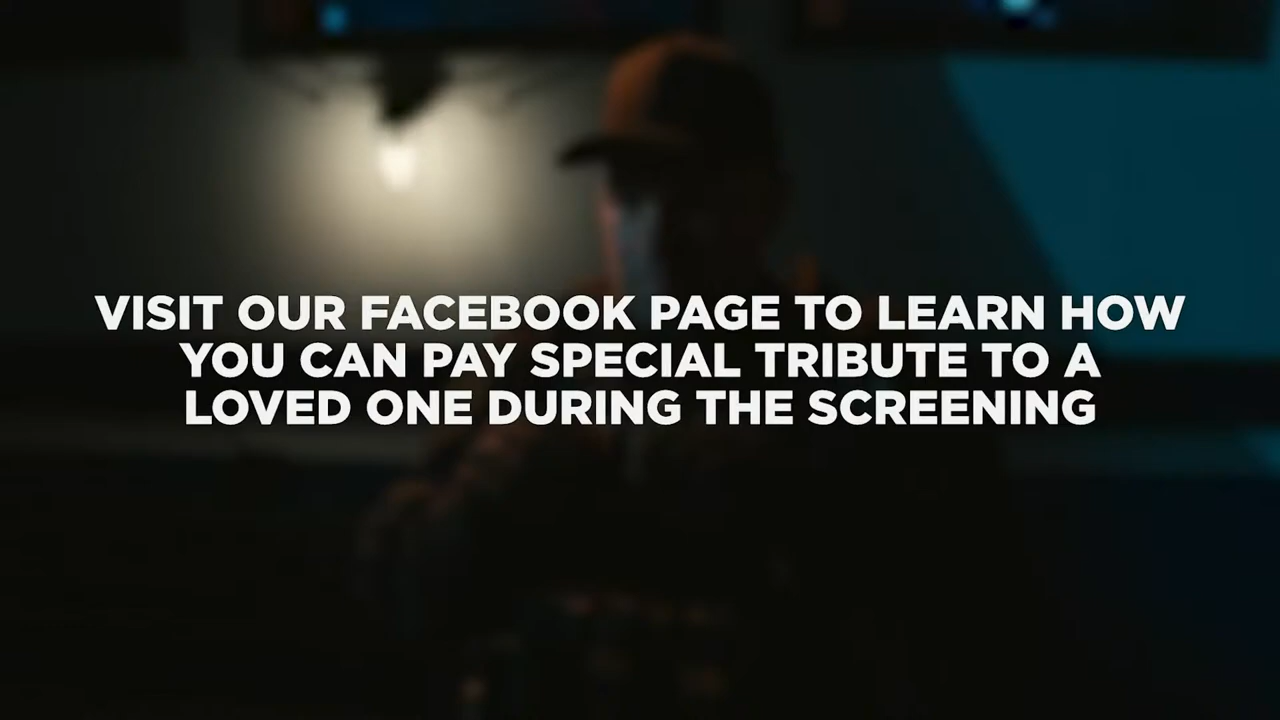 VISIT OUR FACEBOOK PAGE TO LEARN HOW
YOU CAN PAY SPECIAL TRIBUTE TO A
LOVED ONE DURING THE SCREENING